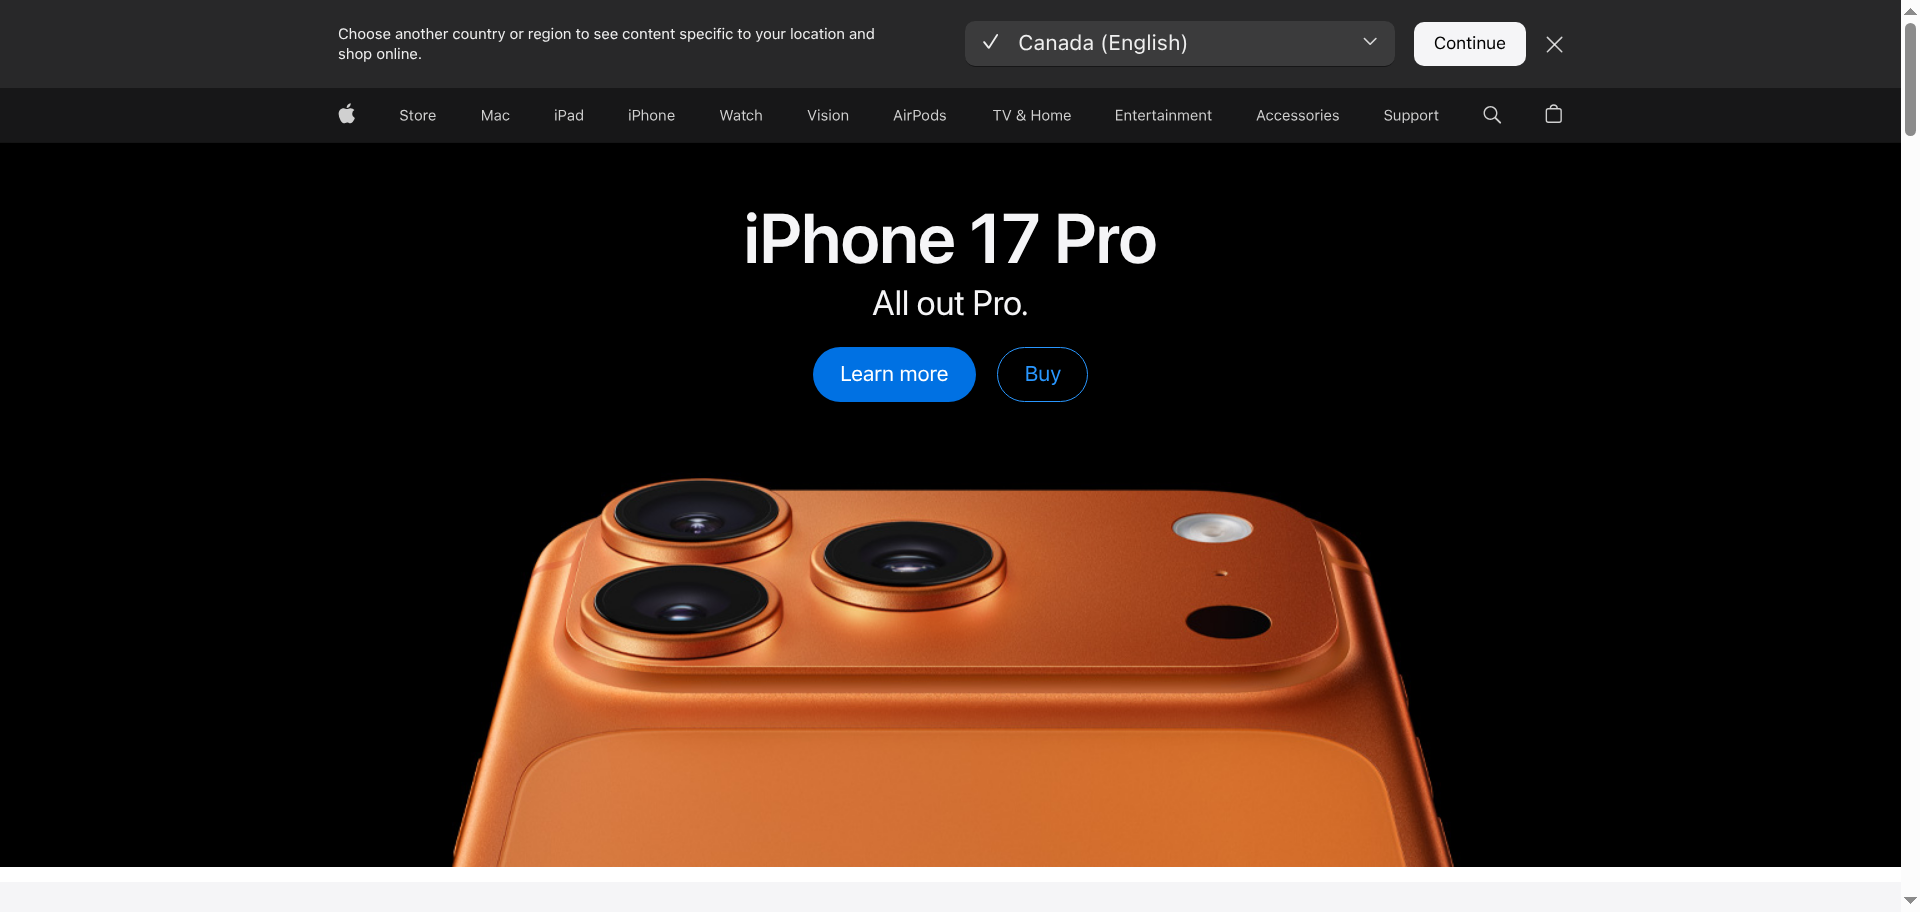 Choose another country or region to see content specific to your location and
shop online.
Canada (English)
Continue
Store Mac iPad iPhone Watch Vision AirPods TV & Home Entertainment Accessories Support
iPhone 17 Pro
All out Pro.
Learn more Buy